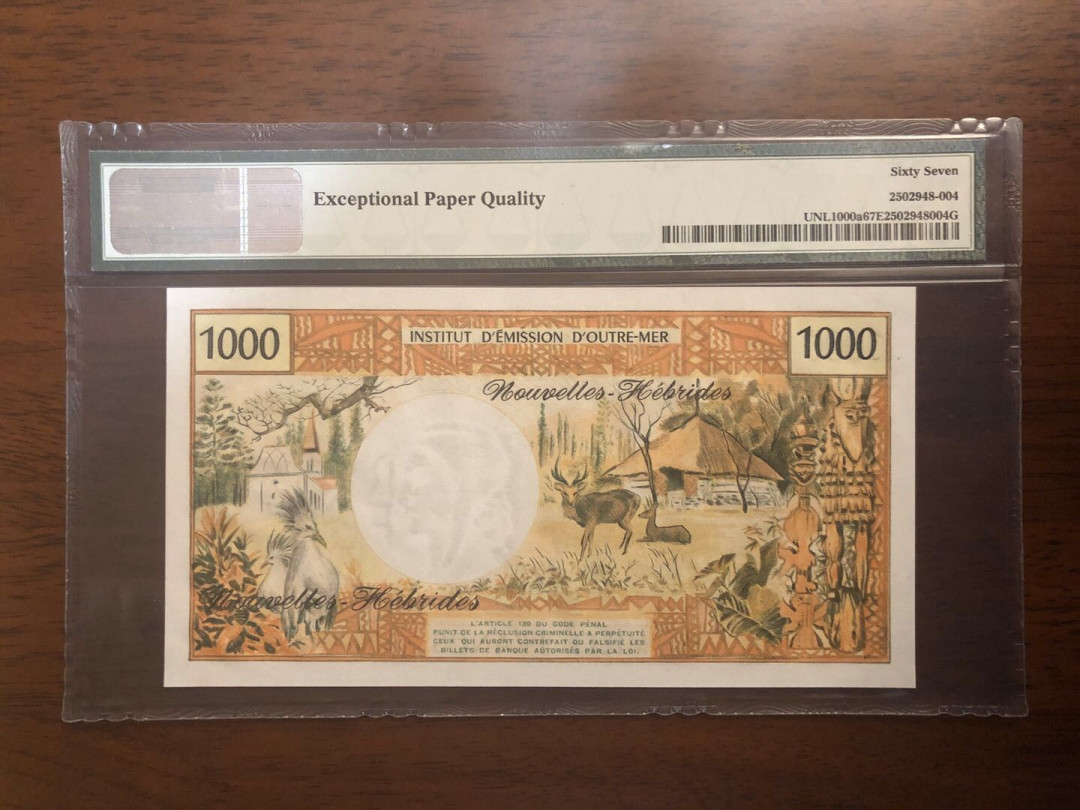 Exceptional Paper Quality
Sixty Seven
2502948-004
UNL1000a67E2502948004G
1000
INSTITUT D'ÉMISSION D'OUTRE-MER
1000
Nouvelles-Hébrides
Nouvelles-Hébrides
L'ARTICLE 139 DU CODE PÉNAL
PUNIT DE LA RÉCLUSION CRIMINELLE A PERPÉTUITÉ
CEUX QUI AURONT CONTREFAIT OU FALSIFIÉ LES
BILLETS DE BANQUE AUTORISÉS PAR LA LOI.